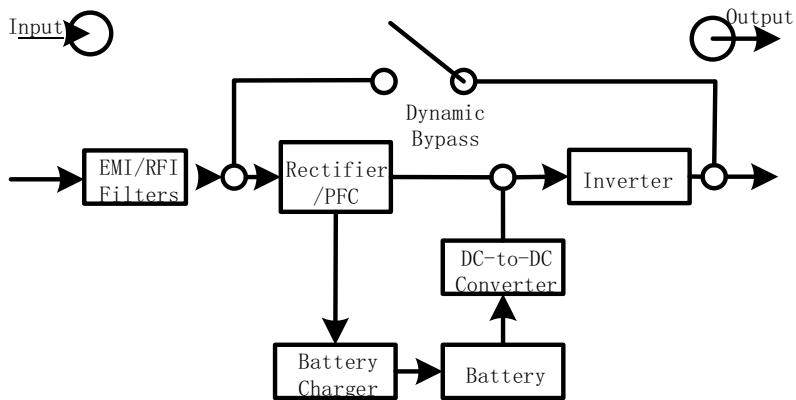 Input
Output
Dynamic
Bypass
EMI/RFI
Filters
Rectifier
/PFC
Inverter
DC-to-DC
Converter
Battery
Charger
Battery